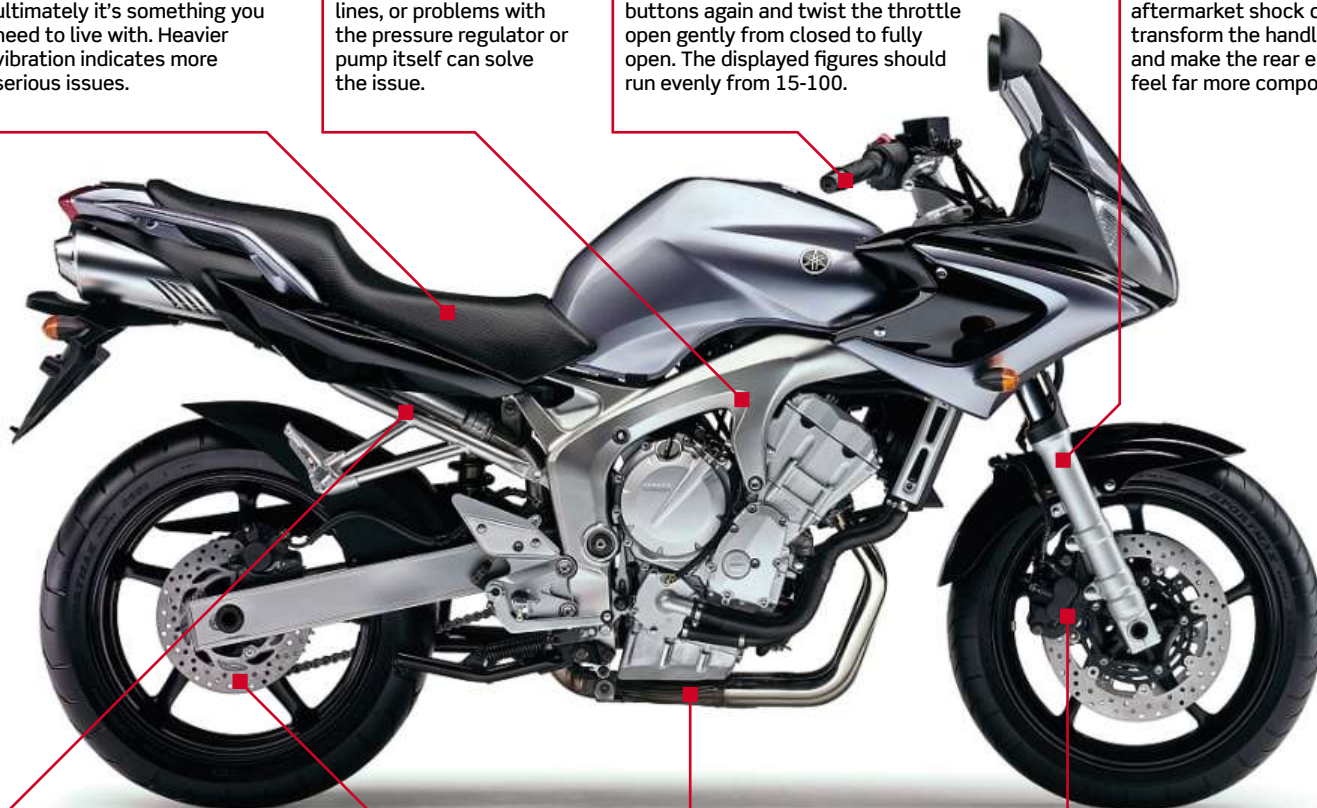 ultimately it's something you
need to live with. Heavier
vibration indicates more
serious issues.
lines, or problems with
the pressure regulator or
pump itself can solve
the issue.
buttons again and twist the throttle
open gently from closed to fully
open. The displayed figures should
run evenly from 15-100.
aftermarket shock c
transform the handl
and make the rear e
feel far more compo
YAMAHA